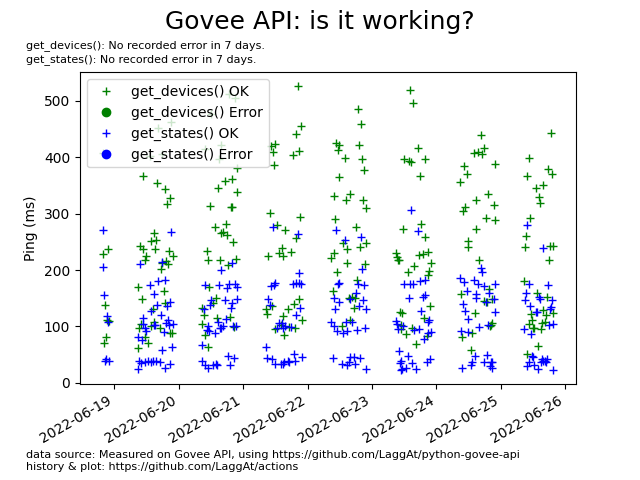 Govee API: is it working?
get_devices(): No recorded error in 7 days.
get_states(): No recorded error in 7 days.
get_devices() OK
get_devices() Error
get_states() OK
get_states() Error
Ping (ms)
500
400
300
200
100
0
2022-06-19
2022-06-20
2022-06-21
2022-06-22
2022-06-23
2022-06-24
2022-06-25
2022-06-26
data source: Measured on Govee API, using https://github.com/LaggAt/python-govee-api
history & plot: https://github.com/LaggAt/actions